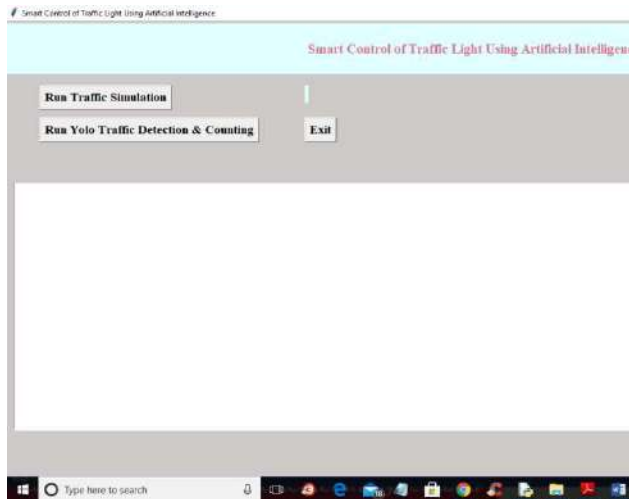 Smart Control of Traffic Light Using Artificial Intelligence
Smart Control of Traffic Light Using Artificial
Run Traffic Simulation
Run Yolo Traffic Detection & Counting
Exit
Type here to search